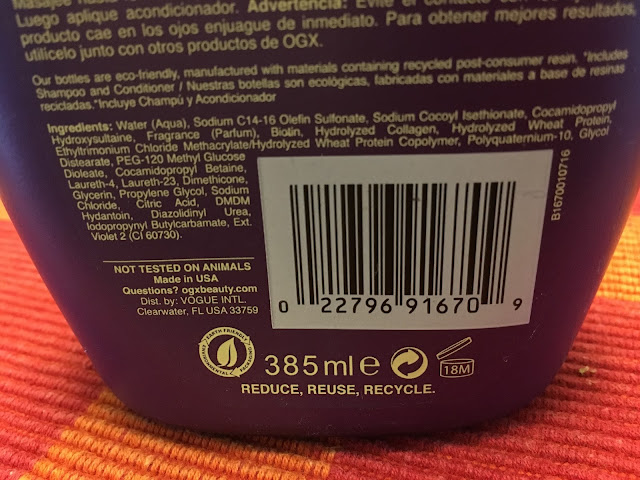 Luego aplique acondicionador. Advertencia: Evite el contacto con
producto cae en los ojos enjuague de inmediato. Para obtener mejores resultados,
utilícelo junto con otros productos de OGX.
Our bottles are eco-friendly, manufactured with materials containing recycled post-consumer resin. *Includes
Shampoo and Conditioner / Nuestras botellas son ecológicas, fabricadas con materiales a base de resinas
recicladas.*Incluye Champú y Acondicionador
Ingredients: Water (Aqua), Sodium C14-16 Olefin Sulfonate, Sodium Cocoyl Isethionate, Cocamidopropyl
Hydroxysultaine, Fragrance (Parfum), Biotin, Hydrolyzed Collagen, Hydrolyzed Wheat Protein,
Ethyltrimonium Chloride Methacrylate/Hydrolyzed Wheat Protein Copolymer, Polyquaternium-10, Glycol
Distearate, PEG-120 Methyl Glucose
Dioleate, Cocamidopropyl Betaine,
Laureth-4, Laureth-23, Dimethicone,
Glycerin, Propylene Glycol, Sodium
Chloride, Citric Acid, DMDM
Hydantoin, Diazolidinyl Urea,
Iodopropynyl Butylcarbamate, Ext.
Violet 2 (CI 60730).
NOT TESTED ON ANIMALS
Made in USA
Questions? ogxbeauty.com
Dist. by: VOGUE INTL.
Clearwater, FL USA 33759
0 22796 91670 9
B1670010716
EARTH FRIENDLY
ENVIRONMENTAL PACKAGING
385ml e
18M
REDUCE, REUSE, RECYCLE.